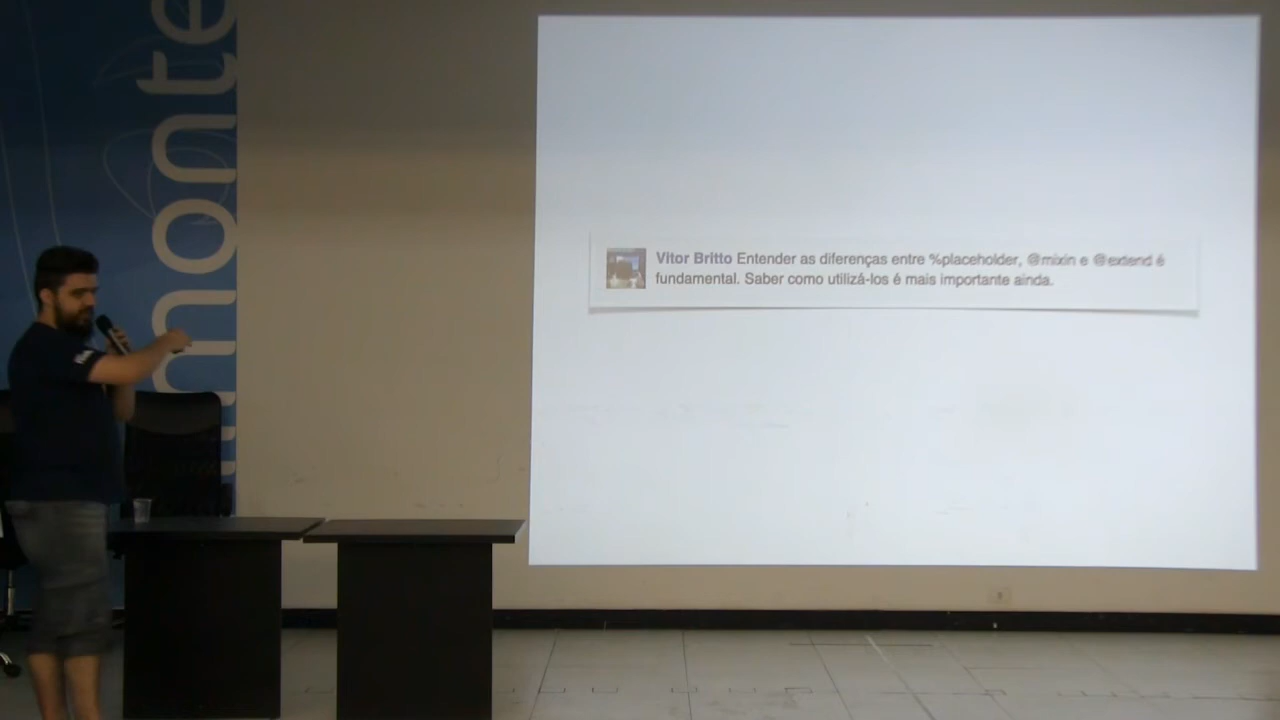 monte
Vitor Britto Entender as diferenças entre %placeholder, @mixin e @extend é
fundamental. Saber como utilizá-los é mais importante ainda.